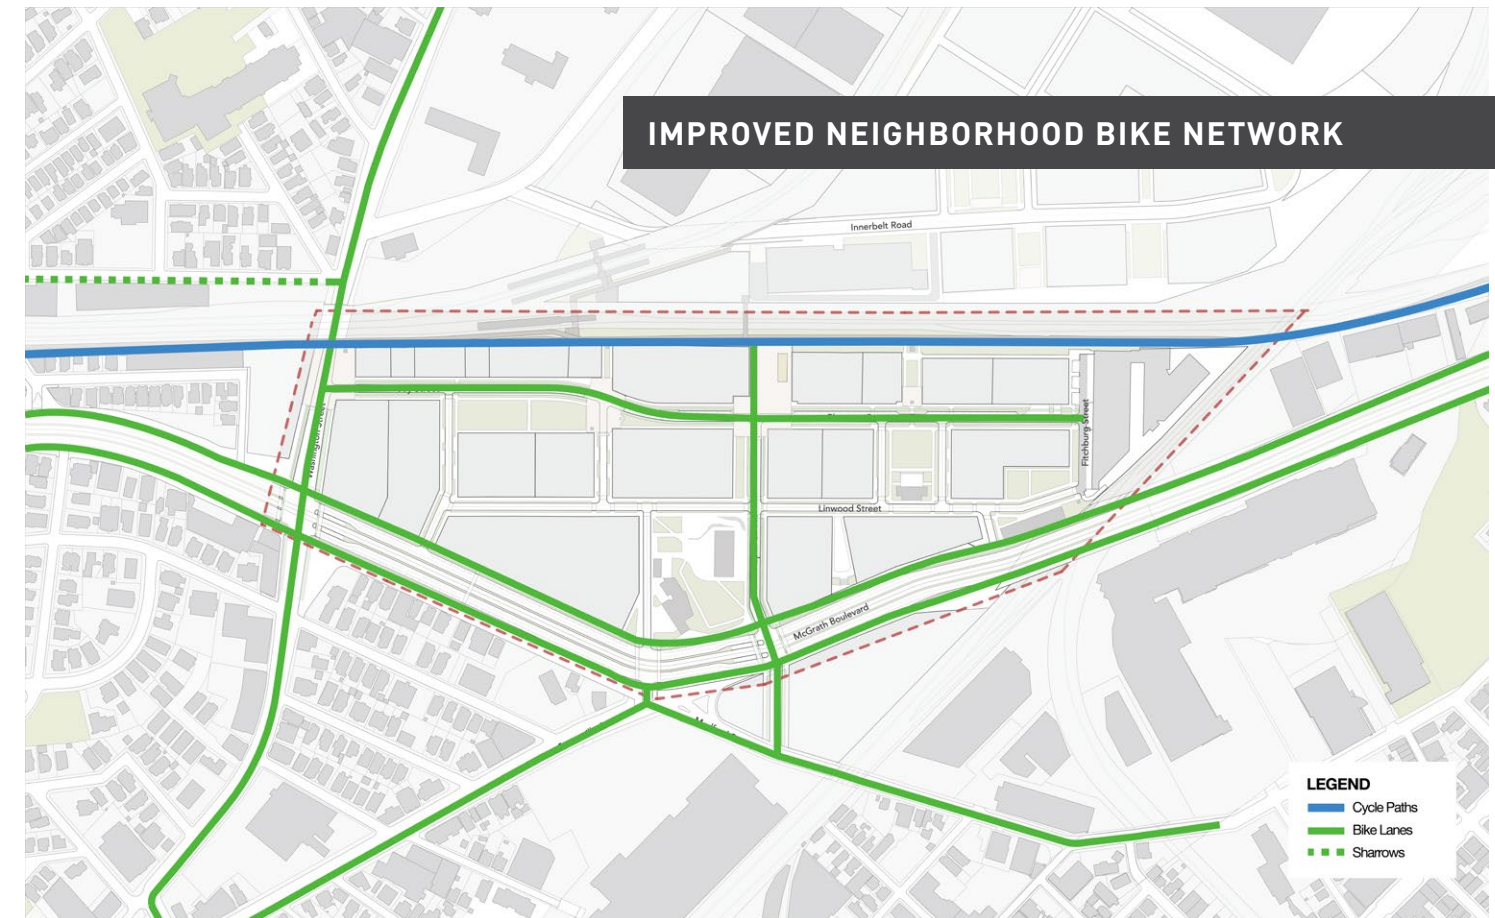 IMPROVED NEIGHBORHOOD BIKE NETWORK
Innerbelt Road
Washington Street
Fitchburg Street
Linwood Street
McGrath Boulevard
LEGEND
Cycle Paths
Bike Lanes
Sharrows